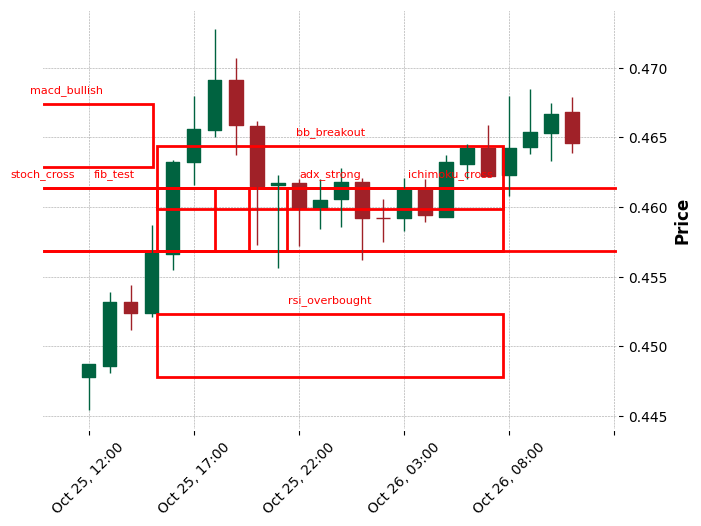 macd_bullish
bb_breakout
stoch_cross
fib_test
adx_strong
ichimoku_cross
rsi_overbought
0.470
0.465
0.460
0.455
0.450
0.445
Price
Oct 25, 12:00
Oct 25, 17:00
Oct 25, 22:00
Oct 26, 03:00
Oct 26, 08:00